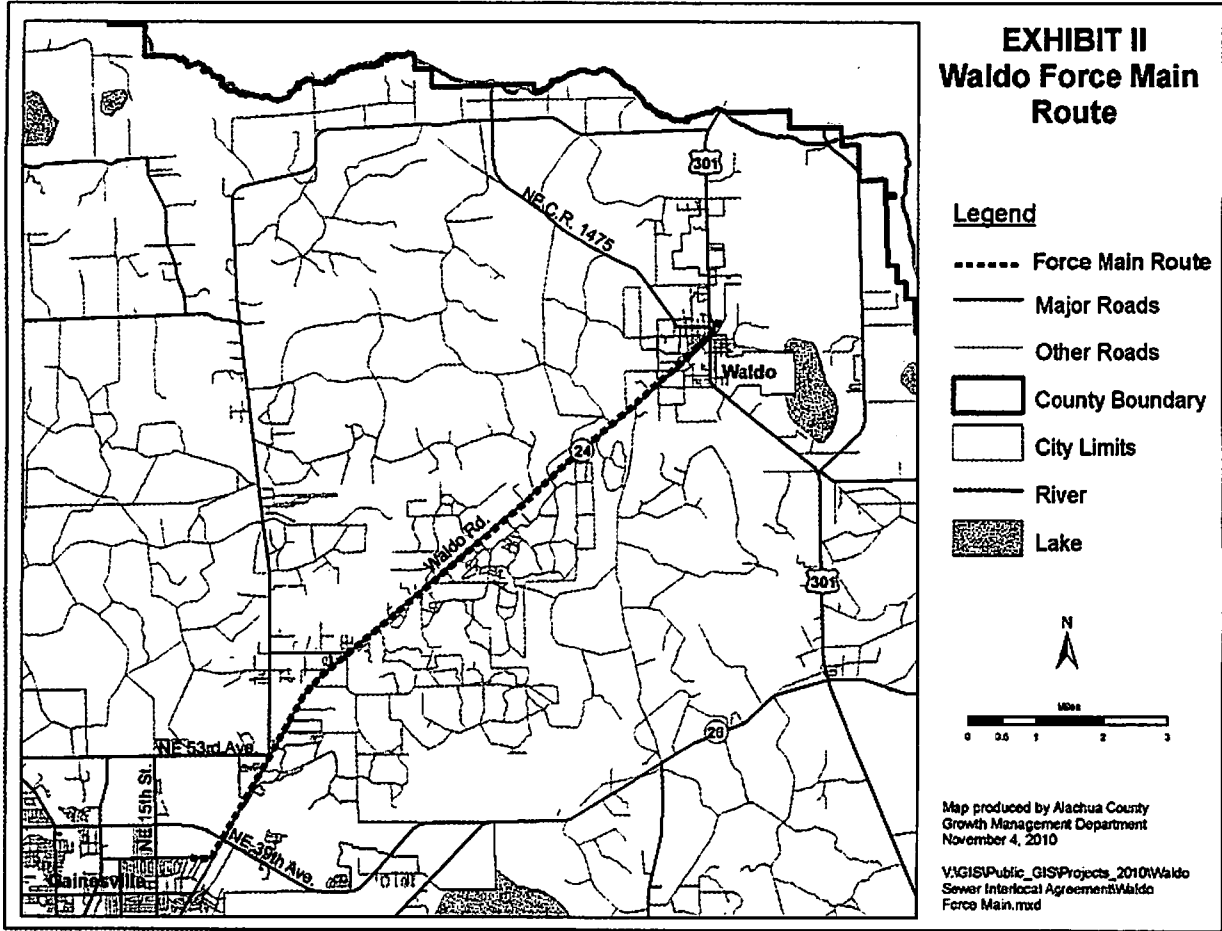 EXHIBIT II
Waldo Force Main
Route
Legend
Force Main Route
Major Roads
Other Roads
County Boundary
City Limits
River
Lake
N
Miles
0 0.5 1 2 3
Map produced by Alachua County
Growth Management Department
November 4, 2010
V:\GIS\Public_GIS\Projects_2010\Waldo
Sewer Interlocal Agreement\Waldo
Force Main.mxd
301
NE C.R. 1475
Waldo
24
Waldo Rd.
301
26
NE 53rd Ave.
NE 15th St.
NE 39th Ave.
Gainesville